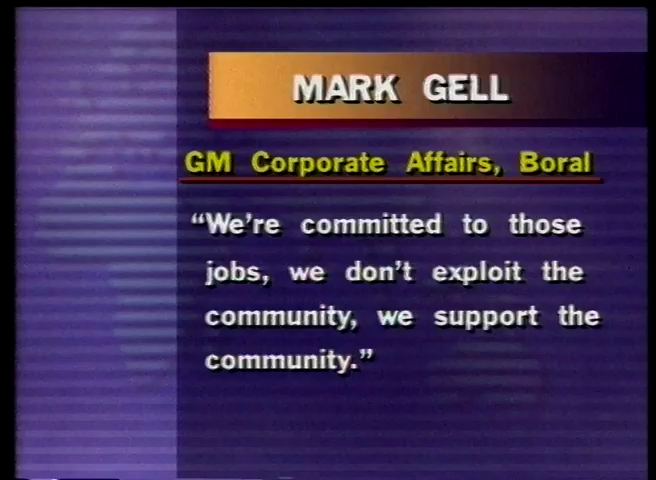 MARK GELL
GM Corporate Affairs, Boral
“We’re committed to those
jobs, we don’t exploit the
community, we support the
community.”